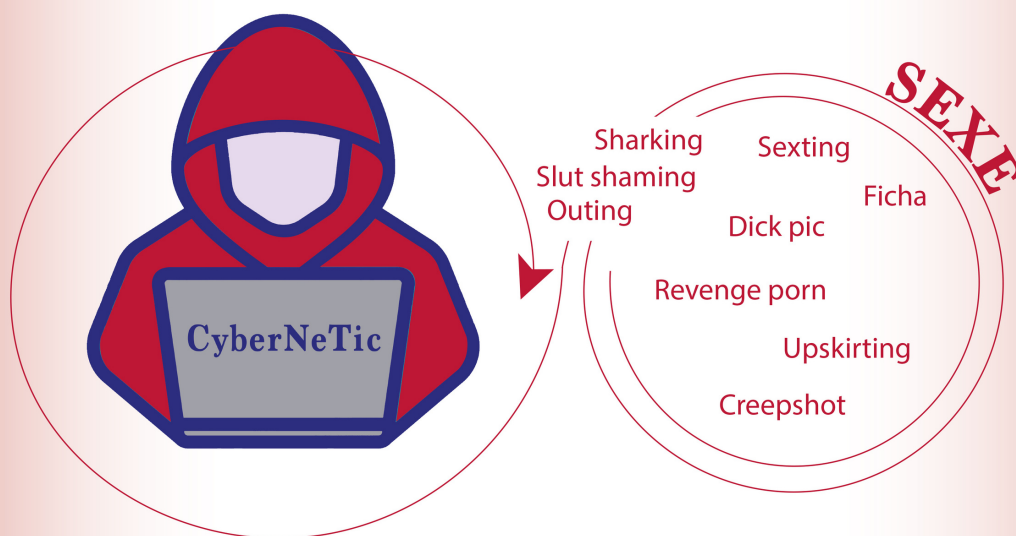 CyberNeTic
SEXE
Sharking
Sexting
Slut shaming
Ficha
Outing
Dick pic
Revenge porn
Upskirting
Creepshot